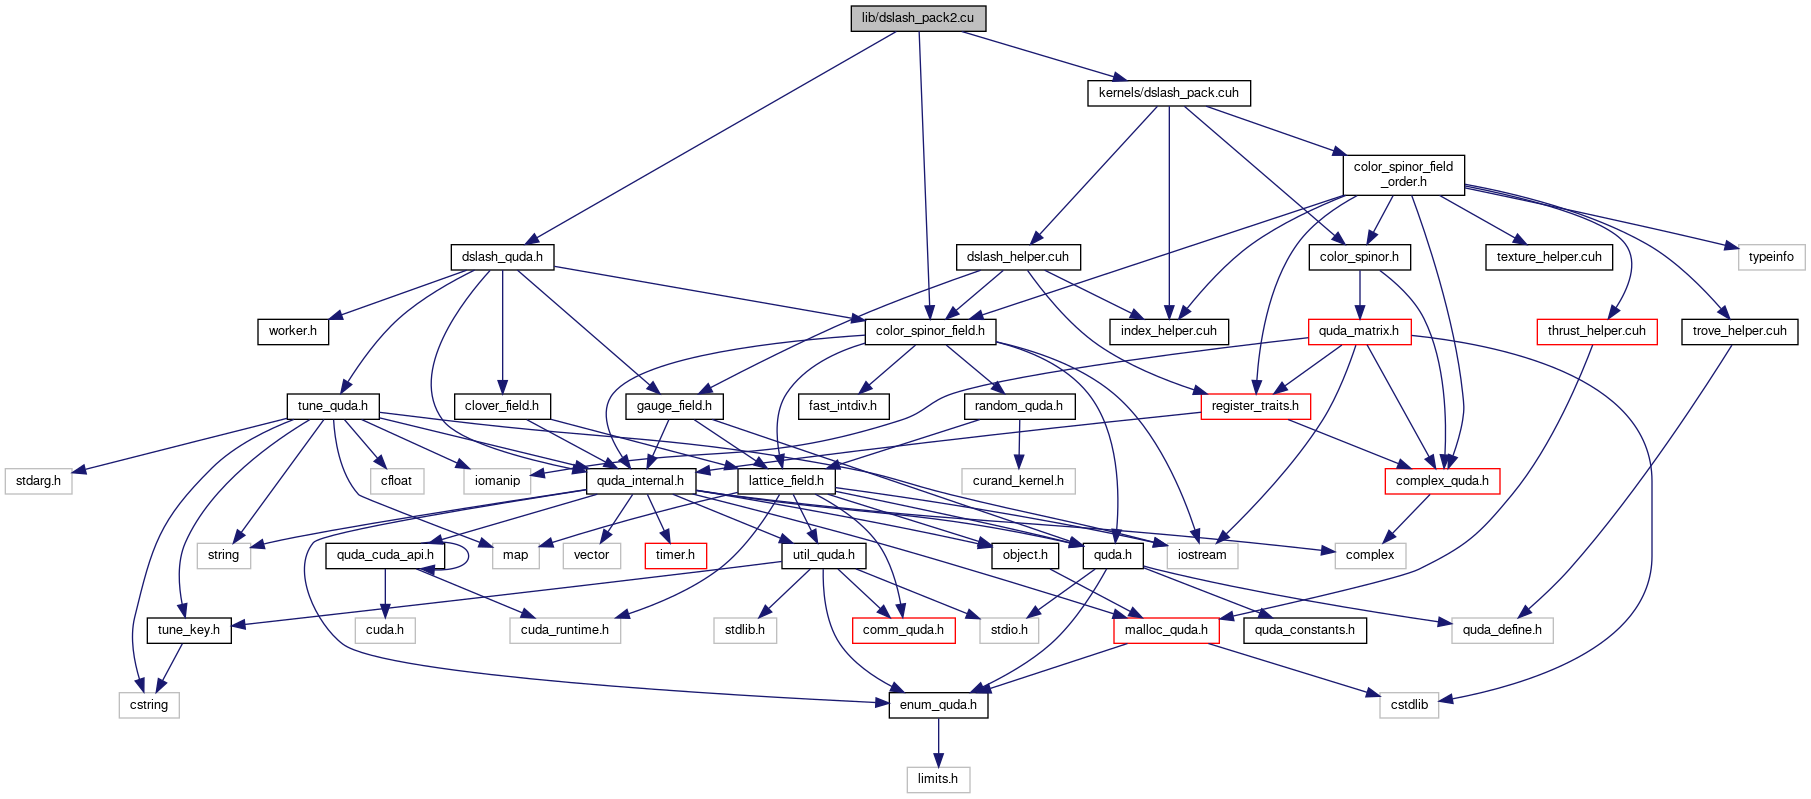 lib/dslash_pack2.cu
kernels/dslash_pack.cuh
color_spinor_field
_order.h
dslash_quda.h
dslash_helper.cuh
color_spinor.h
texture_helper.cuh
typeinfo
worker.h
color_spinor_field.h
index_helper.cuh
quda_matrix.h
thrust_helper.cuh
trove_helper.cuh
tune_quda.h
clover_field.h
gauge_field.h
fast_intdiv.h
random_quda.h
register_traits.h
stdarg.h
cfloat
iomanip
quda_internal.h
lattice_field.h
curand_kernel.h
complex_quda.h
string
quda_cuda_api.h
map
vector
timer.h
util_quda.h
object.h
quda.h
iostream
complex
tune_key.h
cuda.h
cuda_runtime.h
stdlib.h
comm_quda.h
stdio.h
malloc_quda.h
quda_constants.h
quda_define.h
cstring
enum_quda.h
cstdlib
limits.h